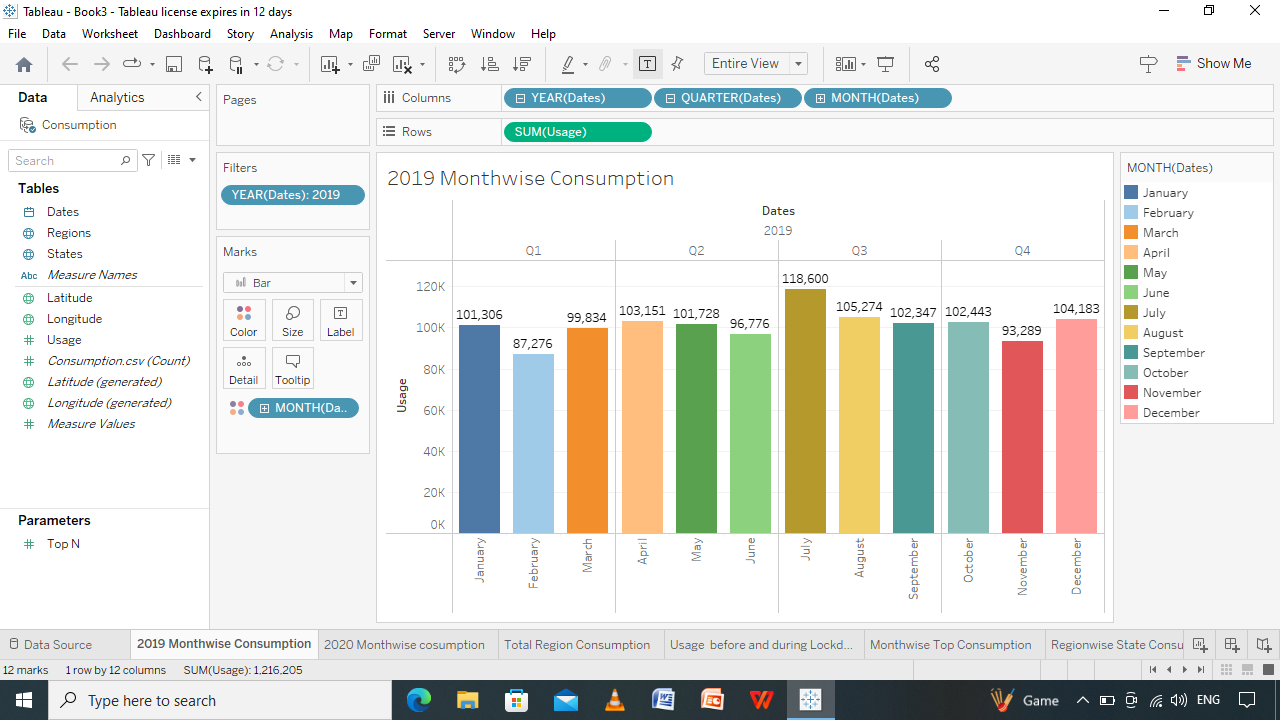 Tableau - Book3 - Tableau license expires in 12 days
File Data Worksheet Dashboard Story Analysis Map Format Server Window Help
Entire View
Show Me
Data Analytics
Consumption
Search
Tables
Dates
Regions
States
Abc Measure Names
Latitude
Longitude
Usage
Consumption.csv (Count)
Latitude (generated)
Longitude (generated)
Measure Values
Parameters
Top N
Pages
Filters
YEAR(Dates): 2019
Marks
Bar
Color Size Label
Detail Tooltip
MONTH(Da..
Columns YEAR(Dates) QUARTER(Dates) MONTH(Dates)
Rows SUM(Usage)
2019 Monthwise Consumption
Dates
2019
Q1 Q2 Q3 Q4
120K
100K
80K
60K
40K
20K
0K
Usage
101,306 87,276 99,834 103,151 101,728 96,776 118,600 105,274 102,347 102,443 93,289 104,183
January February March April May June July August September October November December
MONTH(Dates)
January
February
March
April
May
June
July
August
September
October
November
December
Data Source 2019 Monthwise Consumption 2020 Monthwise cosumption Total Region Consumption Usage before and during Lockd... Monthwise Top Consumption Regionwise State Consu
12 marks 1 row by 12 columns SUM(Usage): 1,216,205
Type here to search
Game
ENG